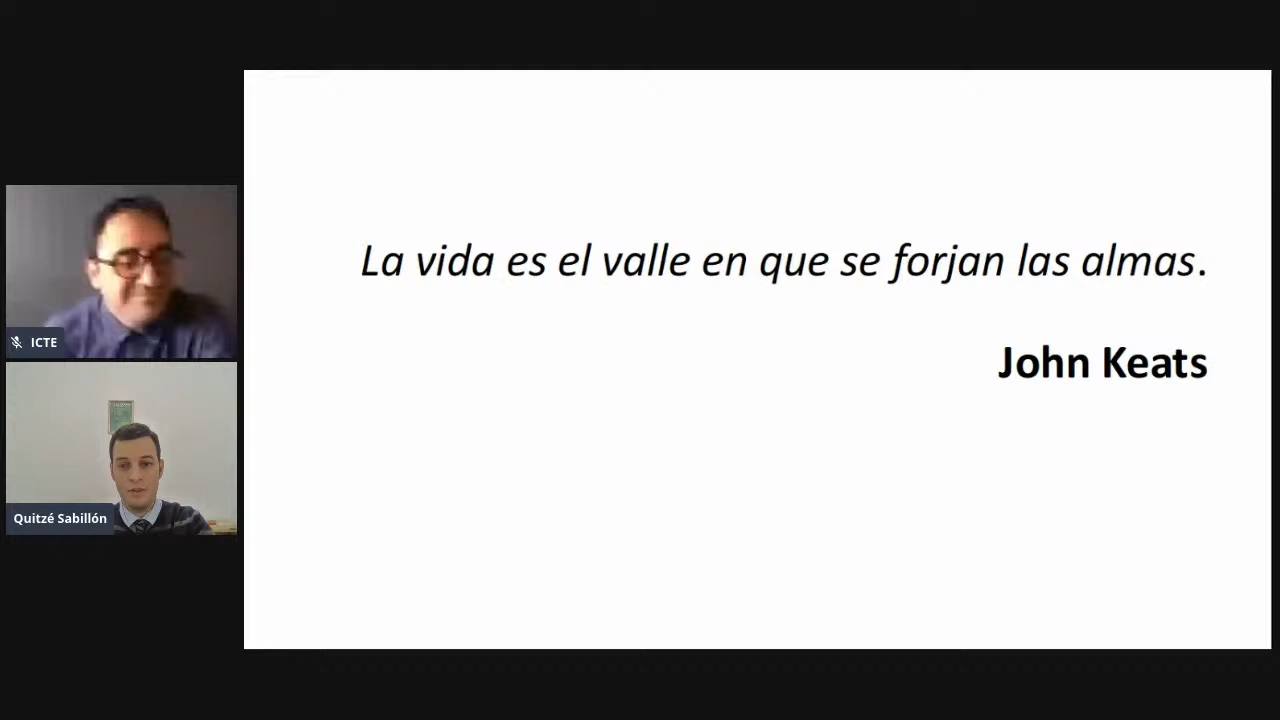 La vida es el valle en que se forjan las almas.
John Keats
ICTE
Quitzé Sabillón